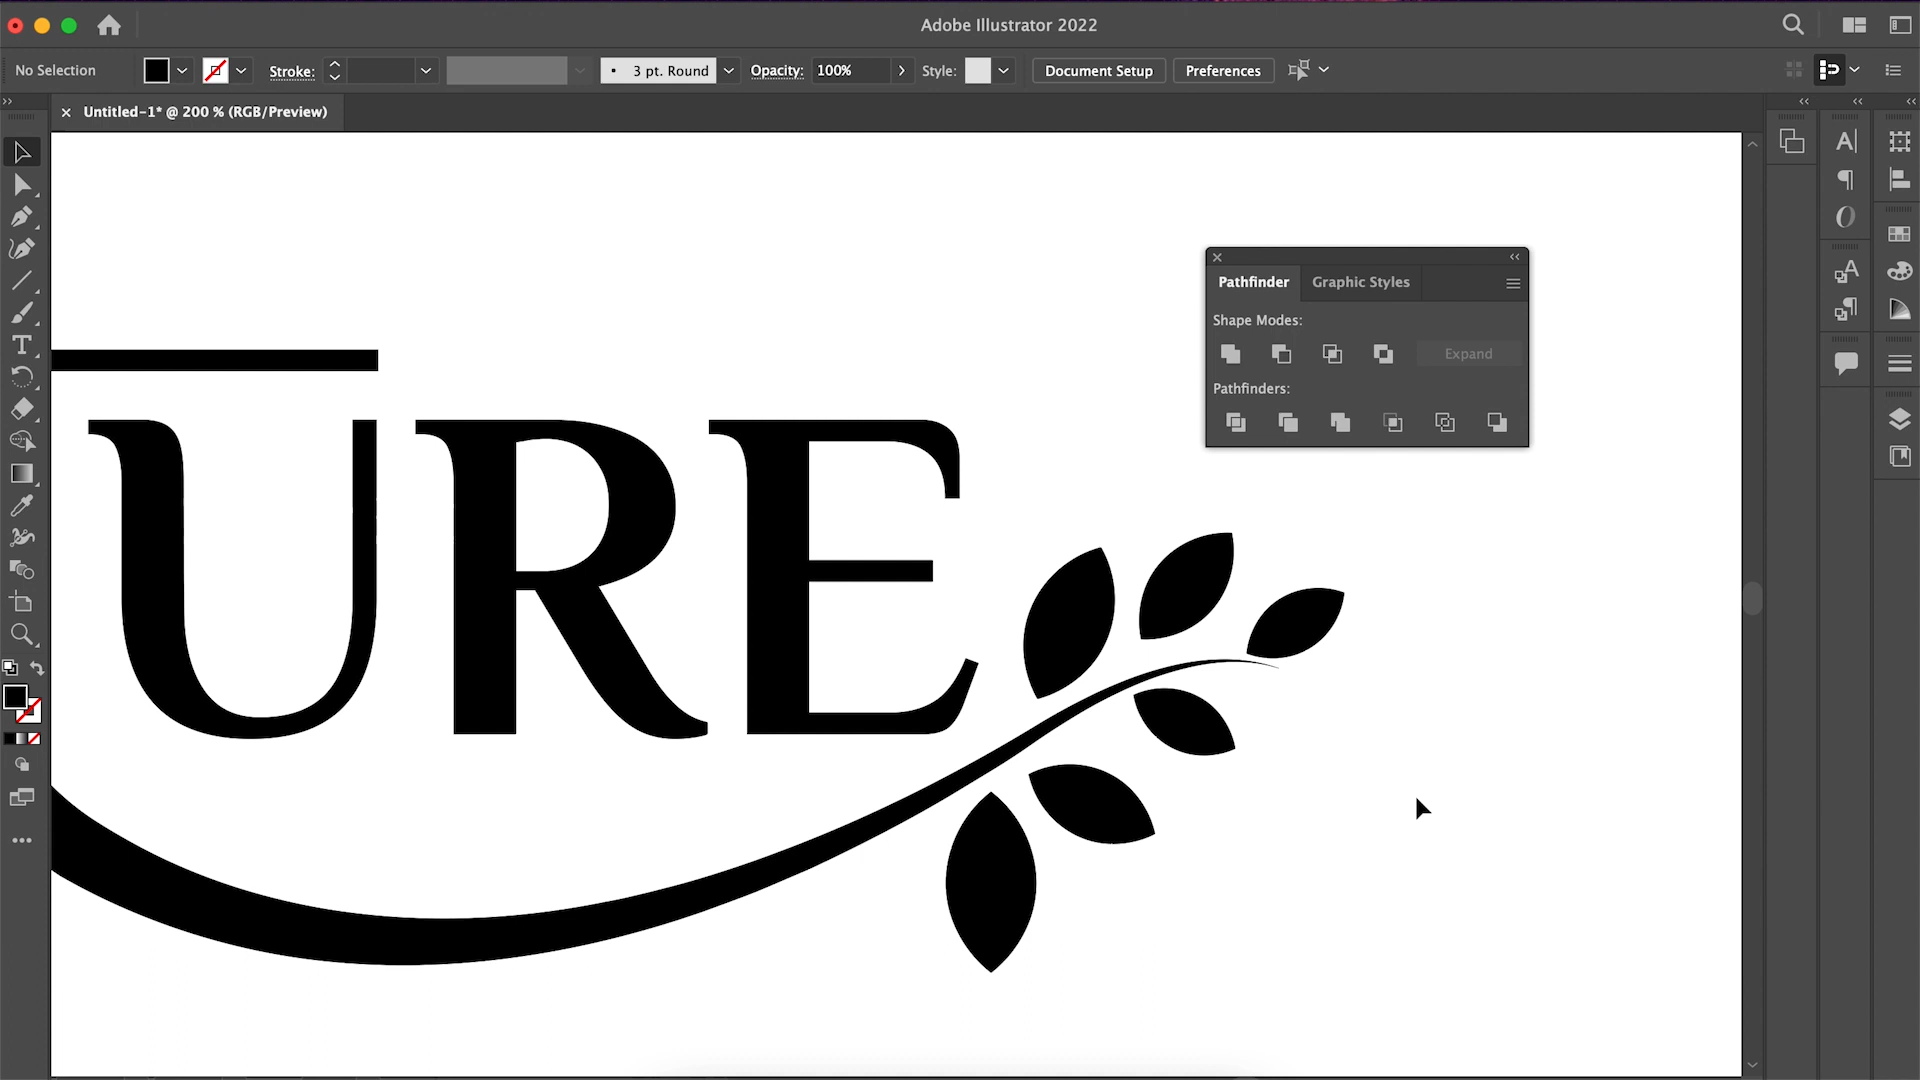 Adobe Illustrator 2022
No Selection
Stroke:
3 pt. Round
Opacity: 100%
Style:
Document Setup
Preferences
Untitled-1* @ 200 % (RGB/Preview)
Pathfinder
Graphic Styles
Shape Modes:
Expand
Pathfinders:
URE